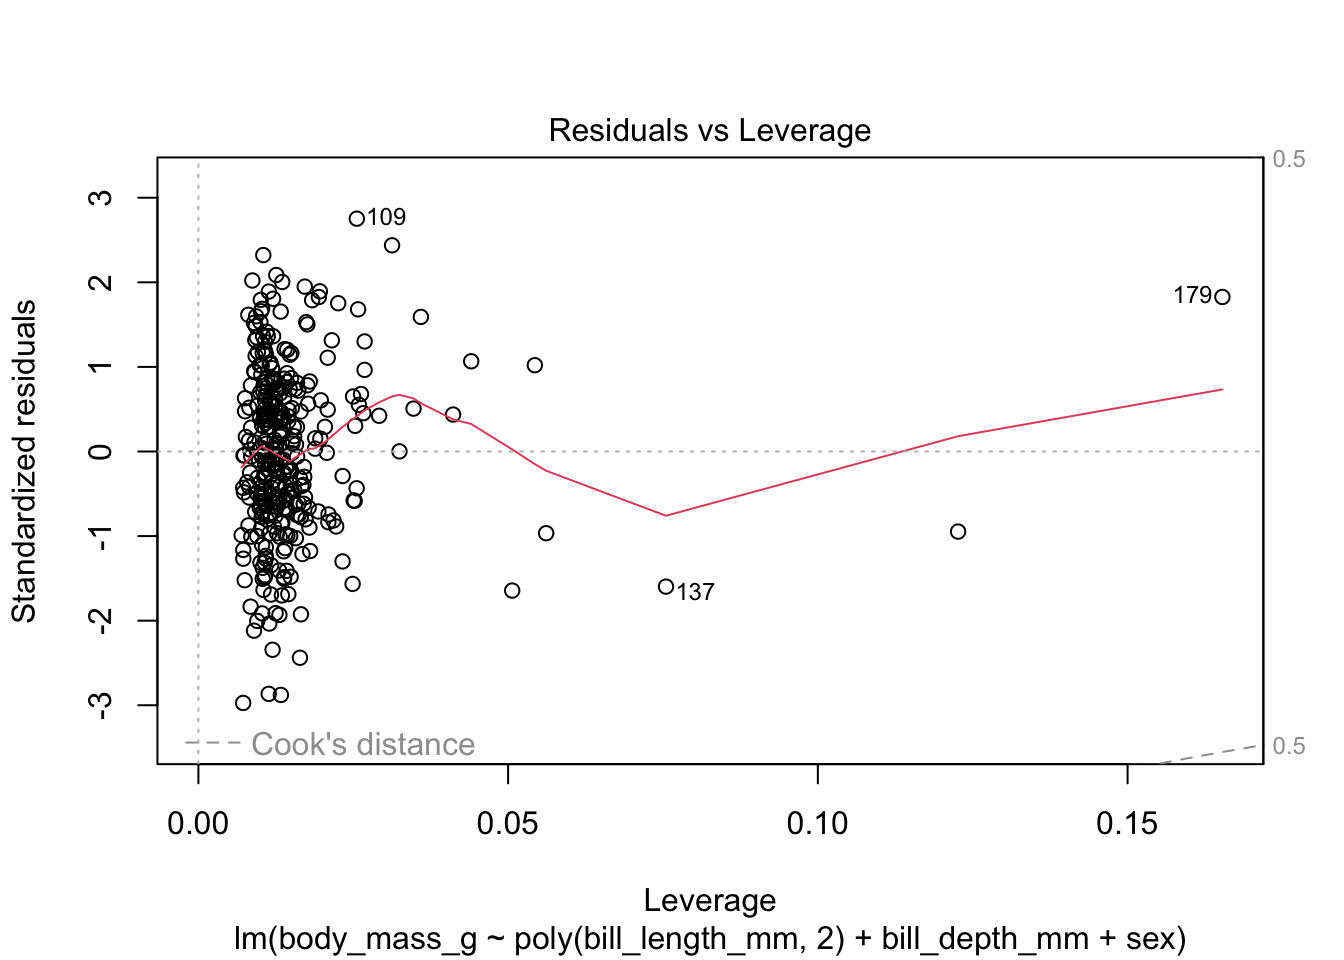 Residuals vs Leverage
0.5
3
2
1
0
-1
-2
-3
Standardized residuals
109
179
137
Cook's distance
0.5
0.00 0.05 0.10 0.15
Leverage
lm(body_mass_g ~ poly(bill_length_mm, 2) + bill_depth_mm + sex)